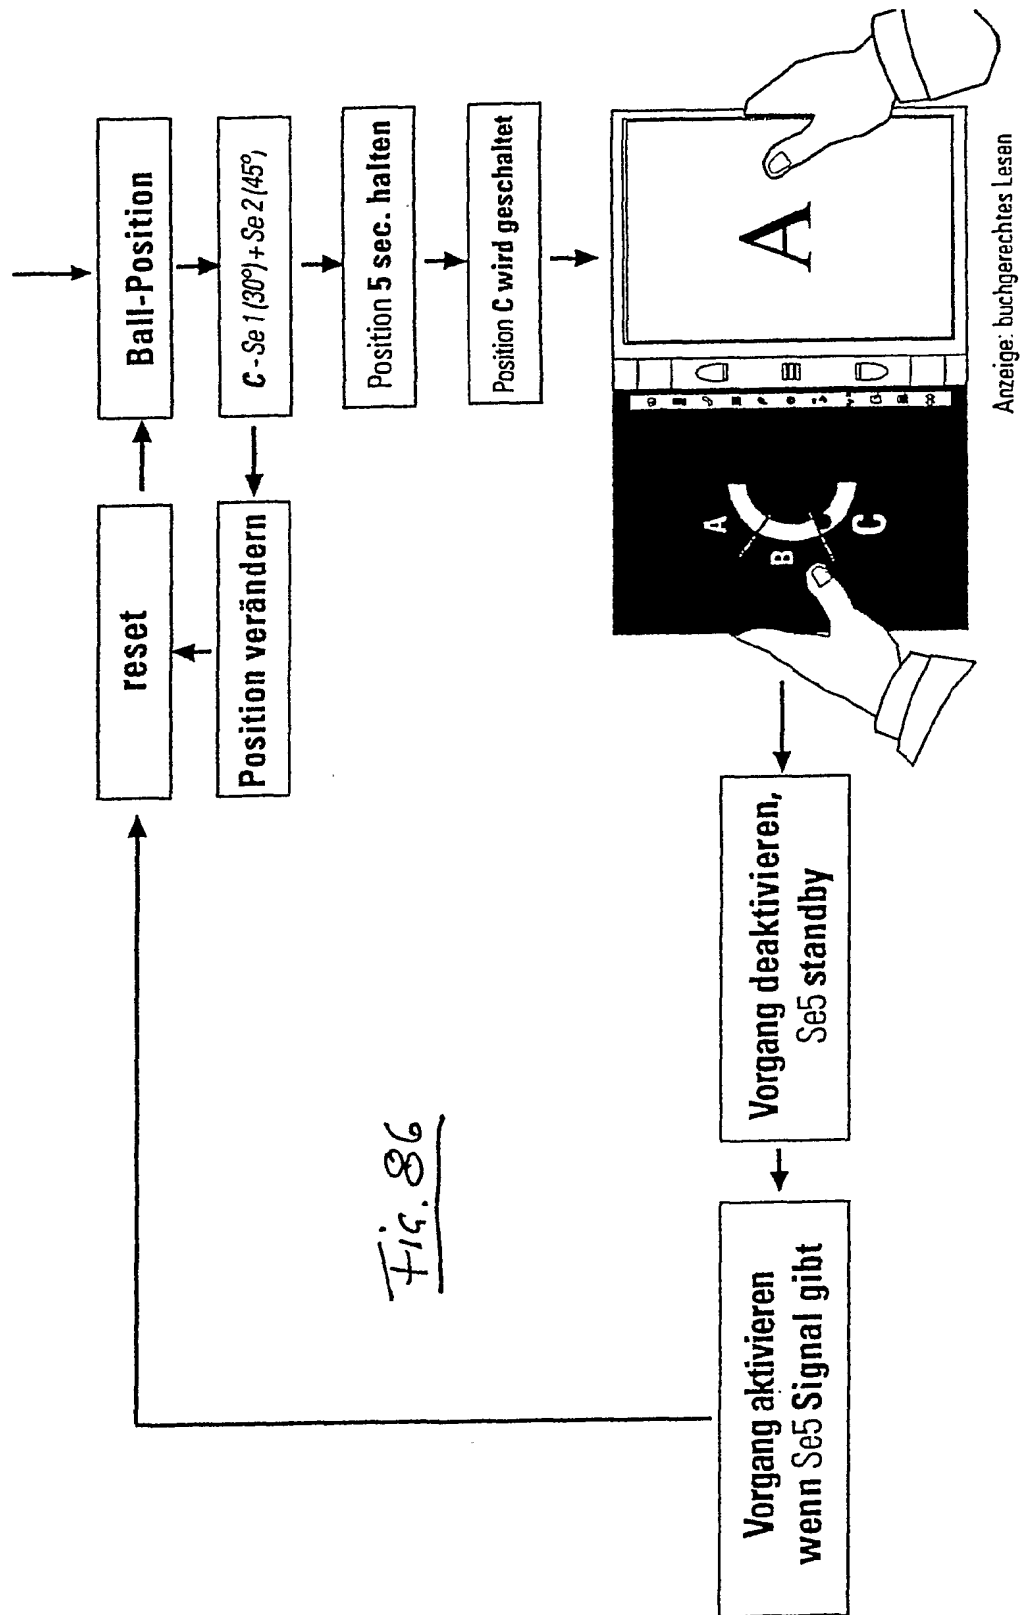 Ball-Position
C - Se 1 (30°) + Se 2 (45°)
Position 5 sec. halten
Position C wird geschaltet
reset
Position verändern
A
A
B
C
Anzeige: buchgerechtes Lesen
Vorgang deaktivieren,
Se5 standby
Vorgang aktivieren
wenn Se5 Signal gibt
Fig. 86